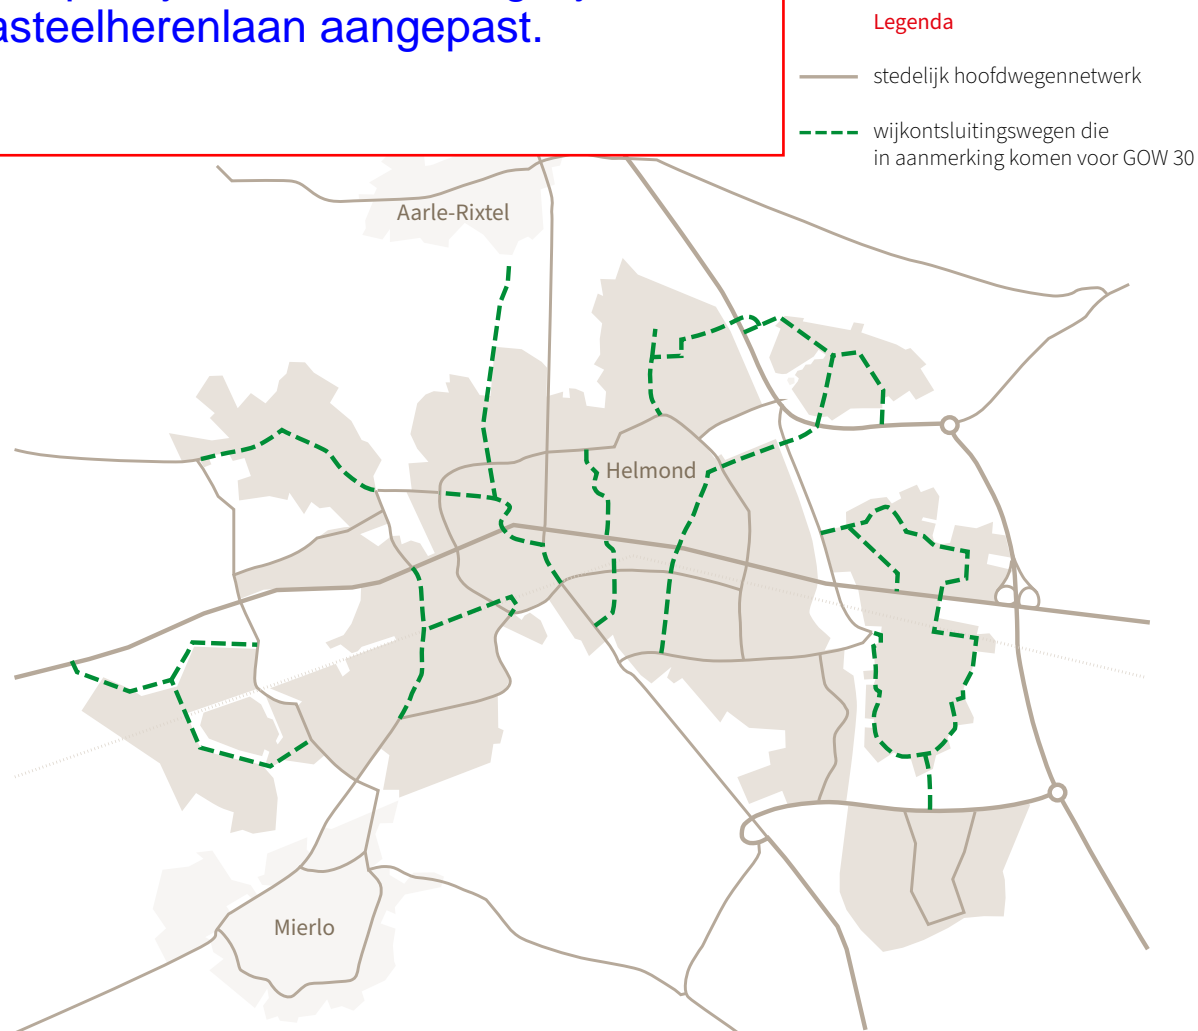 asteelherenlaan aangepast.
Legenda
stedelijk hoofdwegennetwerk
wijkontsluitingswegen die
in aanmerking komen voor GOW 30
Aarle-Rixtel
Helmond
Mierlo